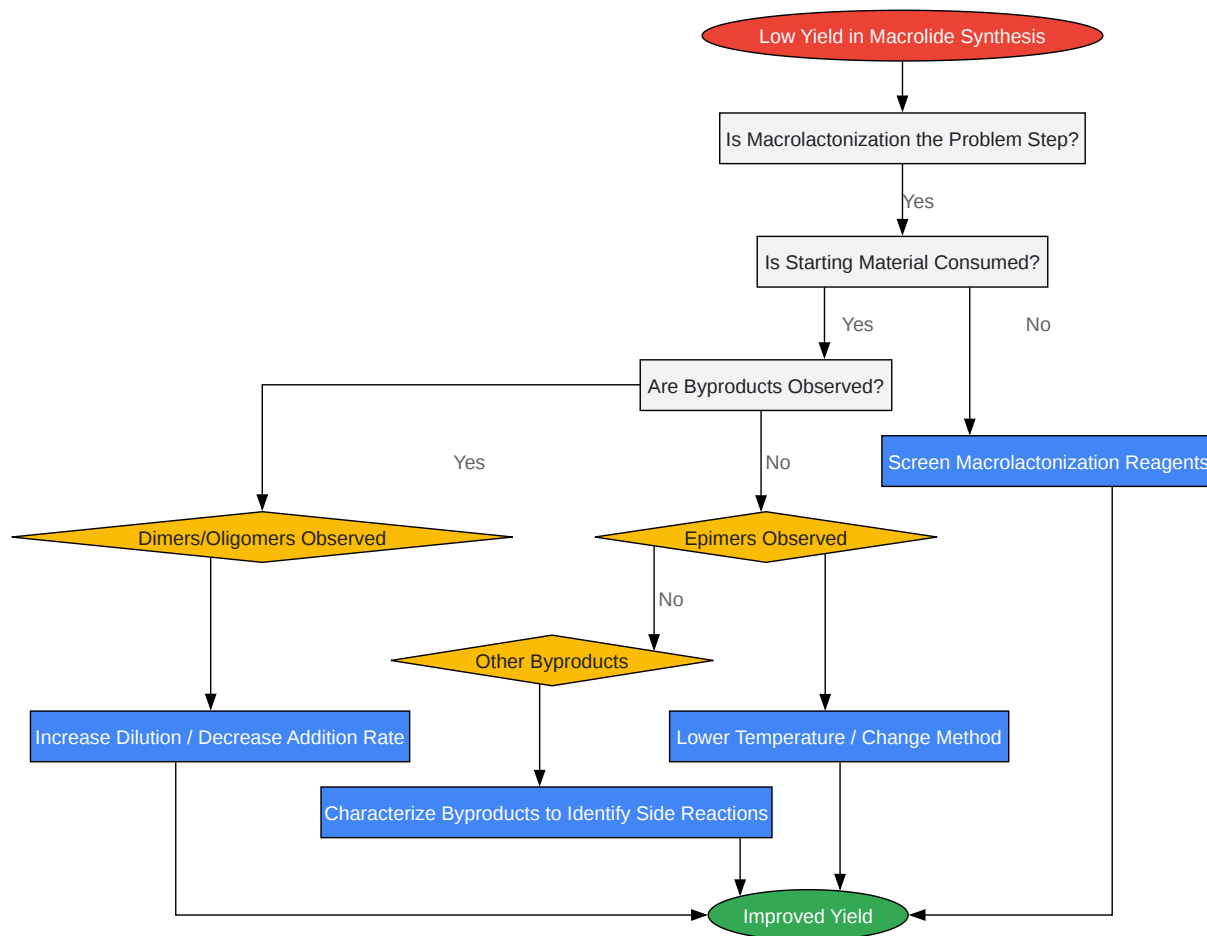 Low Yield in Macrolide Synthesis
Is Macrolactonization the Problem Step?
Yes
Is Starting Material Consumed?
Yes
No
Are Byproducts Observed?
Yes
No
Screen Macrolactonization Reagents
Dimers/Oligomers Observed
Epimers Observed
No
Other Byproducts
Increase Dilution / Decrease Addition Rate
Lower Temperature / Change Method
Characterize Byproducts to Identify Side Reactions
Improved Yield